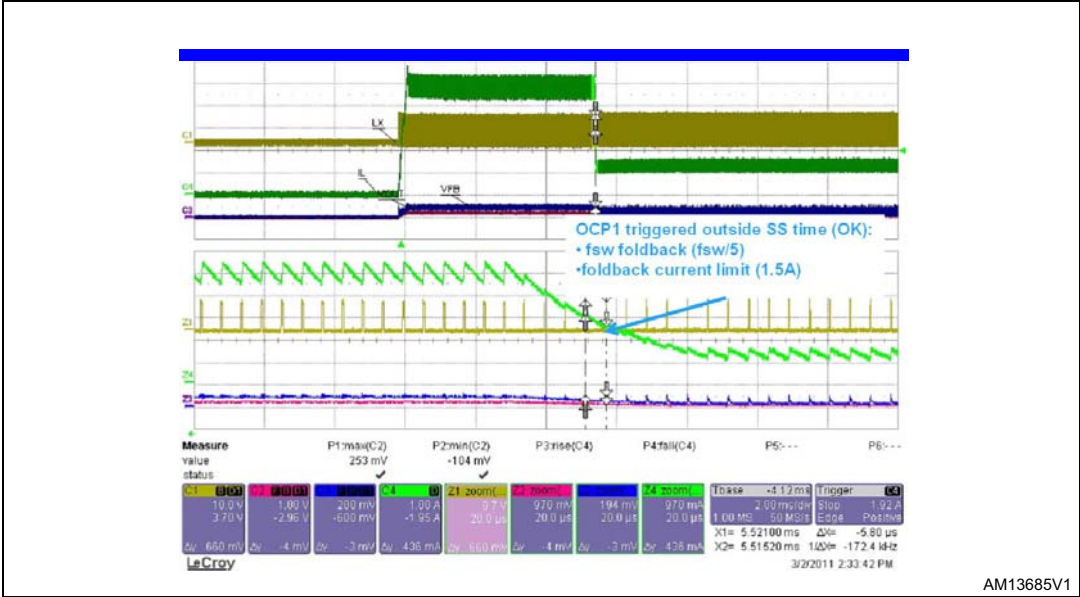 C1
LX
C4
IL
VFB
C2
OCP1 triggered outside SS time (OK):
• fsw foldback (fsw/5)
•foldback current limit (1.5A)
Z1
Z4
Measure P1:max(C2) P2:min(C2) P3:rise(C4) P4:fall(C4) P5:- - - P6:- - -
value 253 mV -104 mV
status
C1 C2 C4 Z1 zoom(... Z2 zoom(... Z4 zoom(... Tbase -4.12 ms Trigger C4
10.0 V 1.00 V 200 mV 1.00 A 9.7 V 970 mV 194 mV 970 mA 2.00 ms/div Stop 1.92 A
3.70 V -2.96 V -600 mV -1.95 A 20.0 µs 20.0 µs 20.0 µs 20.0 µs 1.00 MS 50 MS/s Edge Positive
Δy 660 mV Δy -4 mV Δy -3 mV Δy 436 mA Δy 660 mV Δy -4 mV Δy -3 mV Δy 436 mA
X1= 5.52100 ms ΔX= -5.80 µs
X2= 5.51520 ms 1/ΔX= -172.4 kHz
LeCroy
3/2/2011 2:33:42 PM
AM13685V1